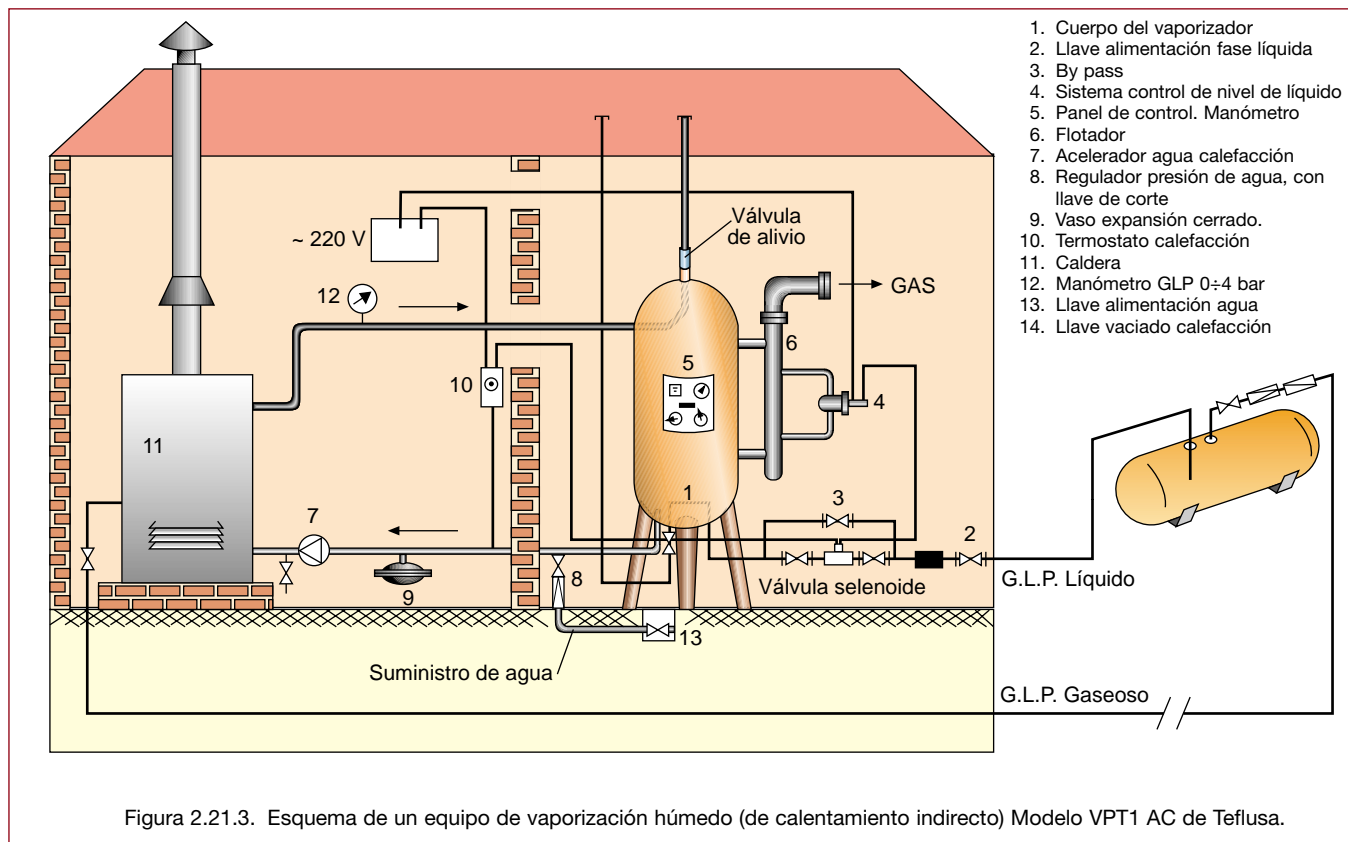 1. Cuerpo del vaporizador
2. Llave alimentación fase líquida
3. By pass
4. Sistema control de nivel de líquido
5. Panel de control. Manómetro
6. Flotador
7. Acelerador agua calefacción
8. Regulador presión de agua, con
llave de corte
9. Vaso expansión cerrado.
10. Termostato calefacción
11. Caldera
12. Manómetro GLP 0÷4 bar
13. Llave alimentación agua
14. Llave vaciado calefacción
~ 220 V
Válvula
de alivio
12
GAS
6
5
10
4
11
1
3
7
2
9
8
Válvula selenoide
G.L.P. Líquido
13
Suministro de agua
G.L.P. Gaseoso
Figura 2.21.3. Esquema de un equipo de vaporización húmedo (de calentamiento indirecto) Modelo VPT1 AC de Teflusa.